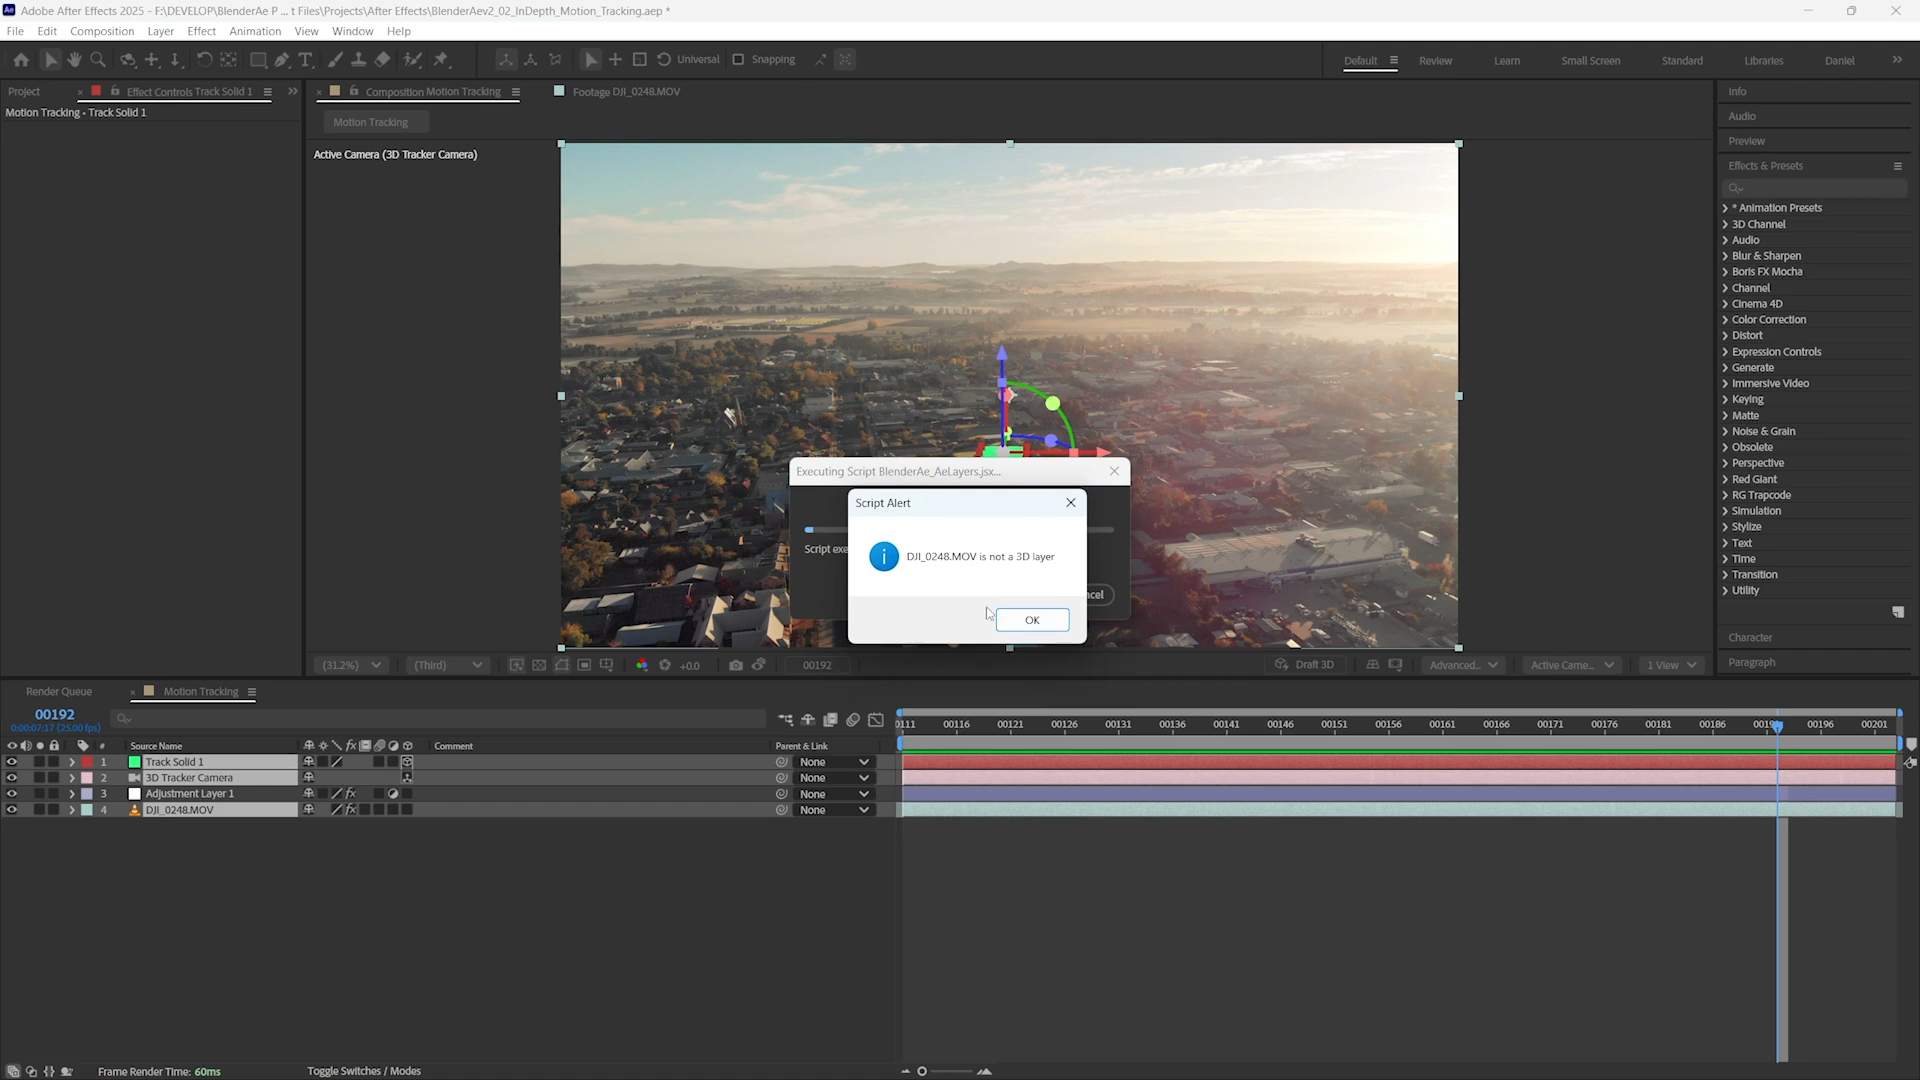 Adobe After Effects 2025 - F:\DEVELOP\BlenderAe P ... t Files\Projects\After Effects\BlenderAev2_02_InDepth_Motion_Tracking.aep *
File Edit Composition Layer Effect Animation View Window Help
Universal Snapping Default Review Learn Small Screen Standard Libraries Daniel
Project Effect Controls Track Solid 1 Composition Motion Tracking Footage DJI_0248.MOV
Motion Tracking • Track Solid 1
Motion Tracking
Active Camera (3D Tracker Camera)
Info
Audio
Preview
Effects & Presets
* Animation Presets
3D Channel
Audio
Blur & Sharpen
Boris FX Mocha
Channel
Cinema 4D
Color Correction
Distort
Expression Controls
Generate
Immersive Video
Keying
Matte
Noise & Grain
Obsolete
Perspective
Red Giant
RG Trapcode
Simulation
Stylize
Text
Time
Transition
Utility
Character
Paragraph
Executing Script BlenderAe_AeLayers.jsx...
Script Alert
DJI_0248.MOV is not a 3D layer
Script exe
ncel
OK
(31.2%) (Third) +0.0 00192 Draft 3D Advanced... Active Came... 1 View
Render Queue Motion Tracking
00192
0:00:07:17 (25.00 fps)
0111 00116 00121 00126 00131 00136 00141 00146 00151 00156 00161 00166 00171 00176 00181 00186 0019 00196 00201
# Source Name Comment Parent & Link
1 Track Solid 1 None
2 3D Tracker Camera None
3 Adjustment Layer 1 None
4 DJI_0248.MOV None
Frame Render Time: 60ms Toggle Switches / Modes